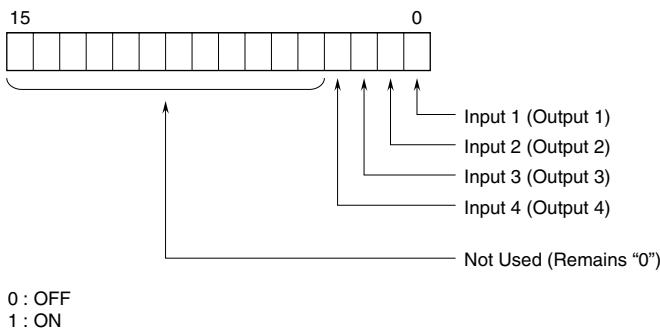 15 0
Input 1 (Output 1)
Input 2 (Output 2)
Input 3 (Output 3)
Input 4 (Output 4)
Not Used (Remains “0”)
0 : OFF
1 : ON